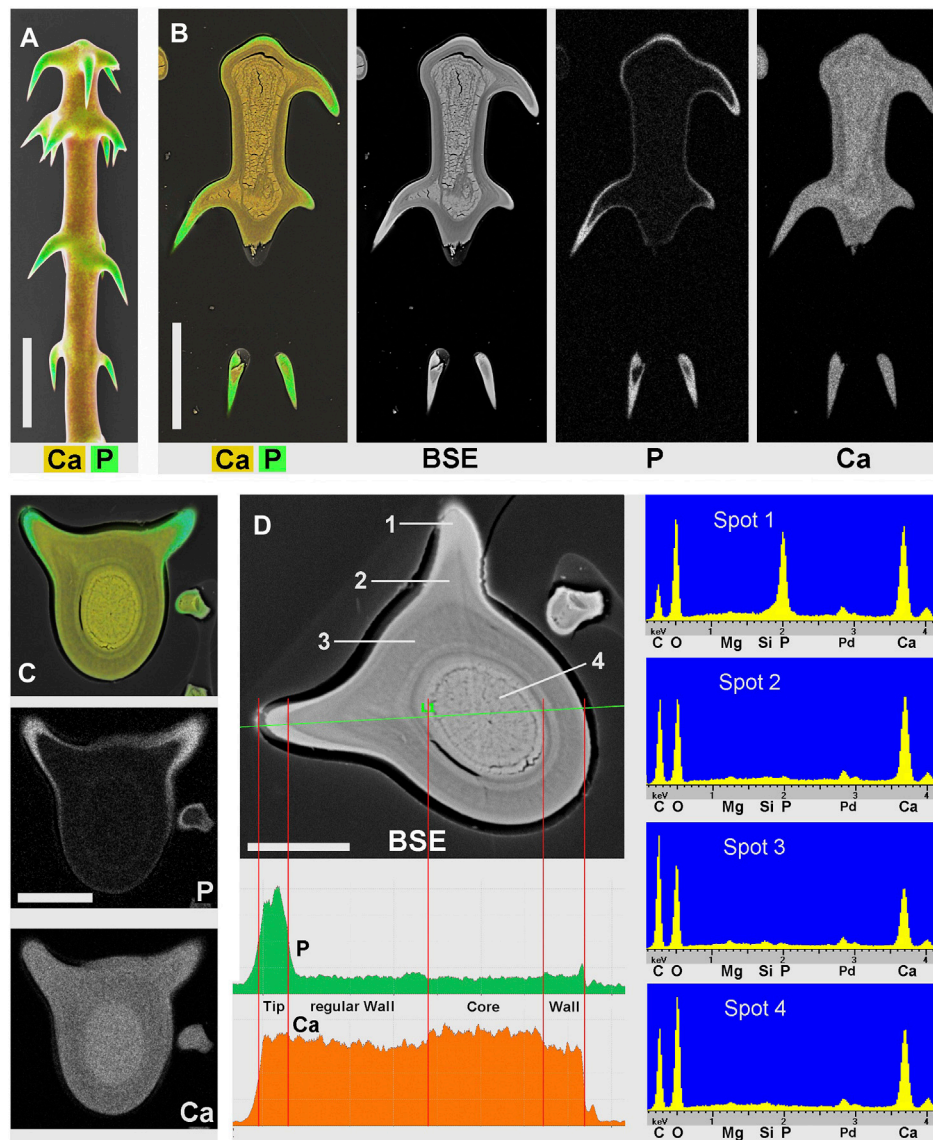 A
B
Ca P
Ca P
BSE
P
Ca
C
P
Ca
D
1
2
3
4
BSE
P
Tip regular Wall Core Wall
Ca
Spot 1
keV 1 2 3 4
C O Mg Si P Pd Ca
Spot 2
keV 1 2 3 4
C O Mg Si P Pd Ca
Spot 3
keV 1 2 3 4
C O Mg Si P Pd Ca
Spot 4
keV 1 2 3 4
C O Mg Si P Pd Ca